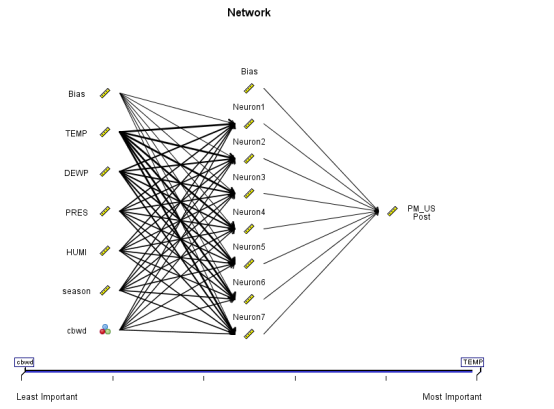 Network
Bias
Bias
Neuron1
TEMP
Neuron2
DEWP
Neuron3
PRES
Neuron4
PM_US
Post
HUMI
Neuron5
season
Neuron6
cbwd
Neuron7
cbwd
TEMP
Least Important
Most Important